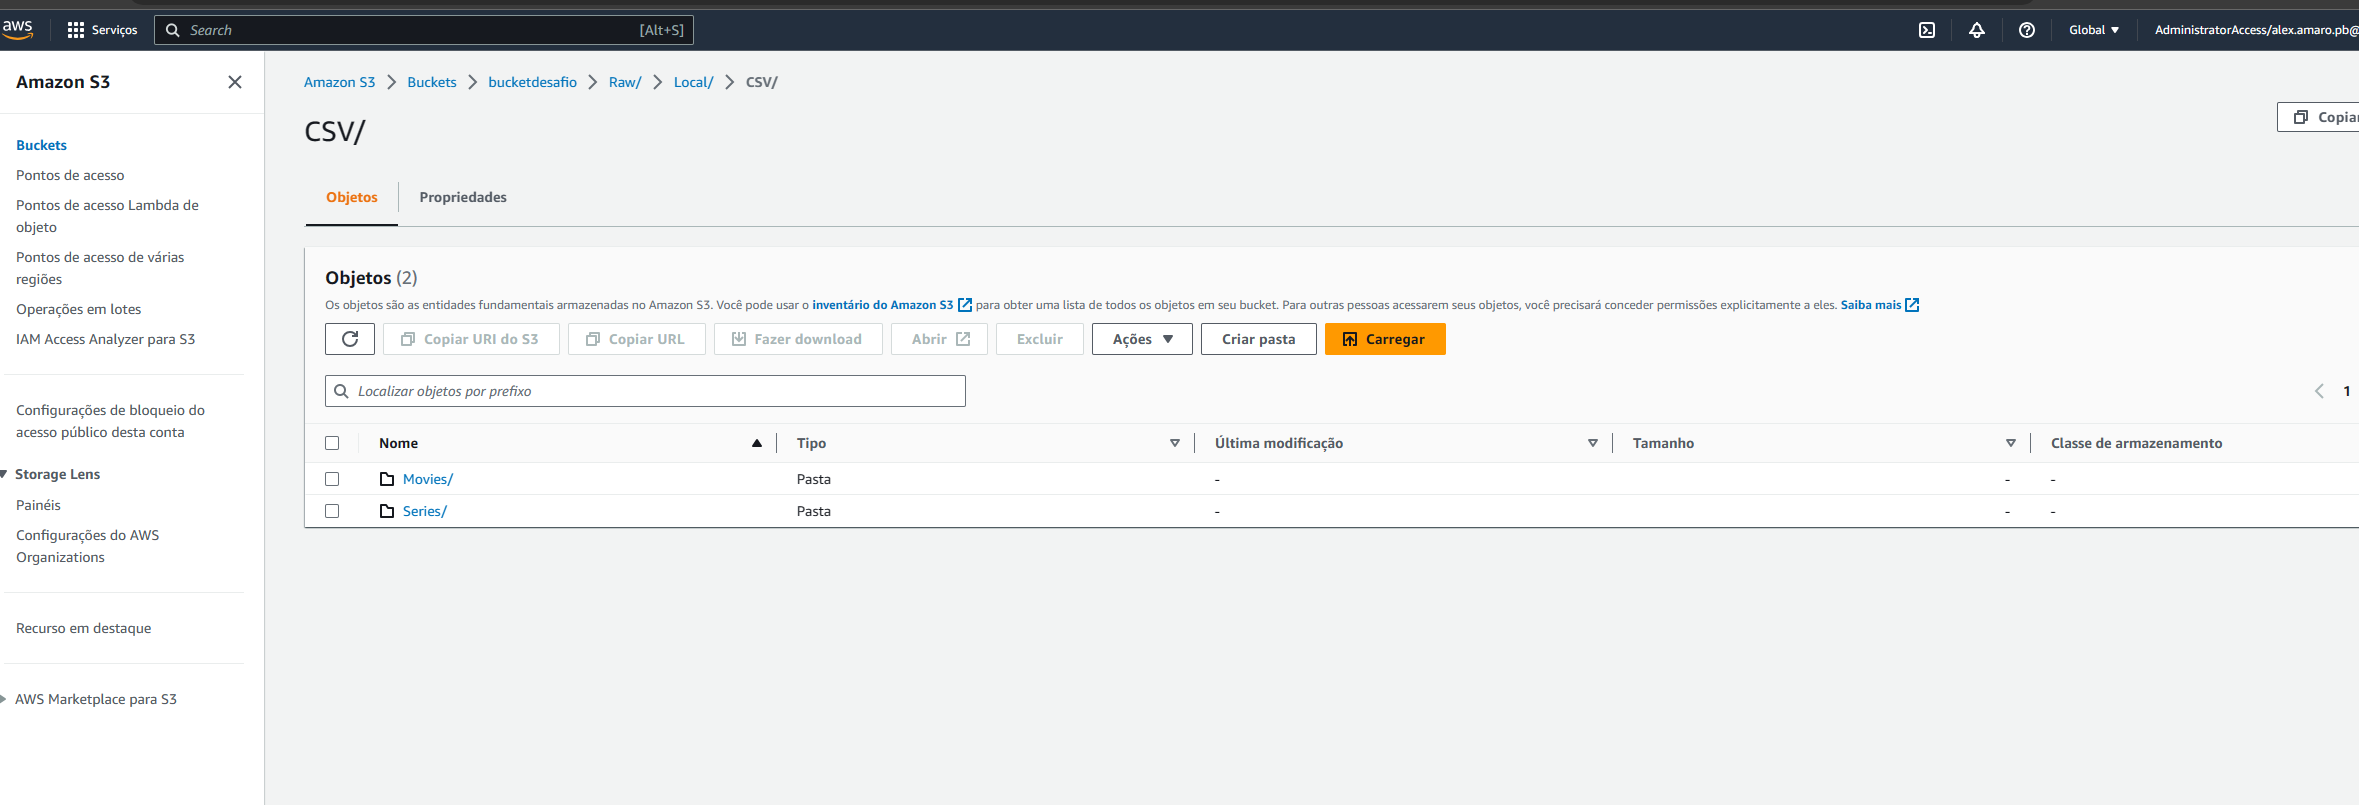 aws Serviços Search [Alt+S] Global AdministratorAccess/alex.amaro.pb@
Amazon S3
Buckets
Pontos de acesso
Pontos de acesso Lambda de
objeto
Pontos de acesso de várias
regiões
Operações em lotes
IAM Access Analyzer para S3
Configurações de bloqueio do
acesso público desta conta
Storage Lens
Painéis
Configurações do AWS
Organizations
Recurso em destaque
AWS Marketplace para S3
Amazon S3 Buckets bucketdesafio Raw/ Local/ CSV/
CSV/
Copiar
Objetos Propriedades
Objetos (2)
Os objetos são as entidades fundamentais armazenadas no Amazon S3. Você pode usar o inventário do Amazon S3 para obter uma lista de todos os objetos em seu bucket. Para outras pessoas acessarem seus objetos, você precisará conceder permissões explicitamente a eles. Saiba mais
Copiar URI do S3 Copiar URL Fazer download Abrir Excluir Ações Criar pasta Carregar
Localizar objetos por prefixo 1
Nome Tipo Última modificação Tamanho Classe de armazenamento
Movies/ Pasta - - -
Series/ Pasta - - -